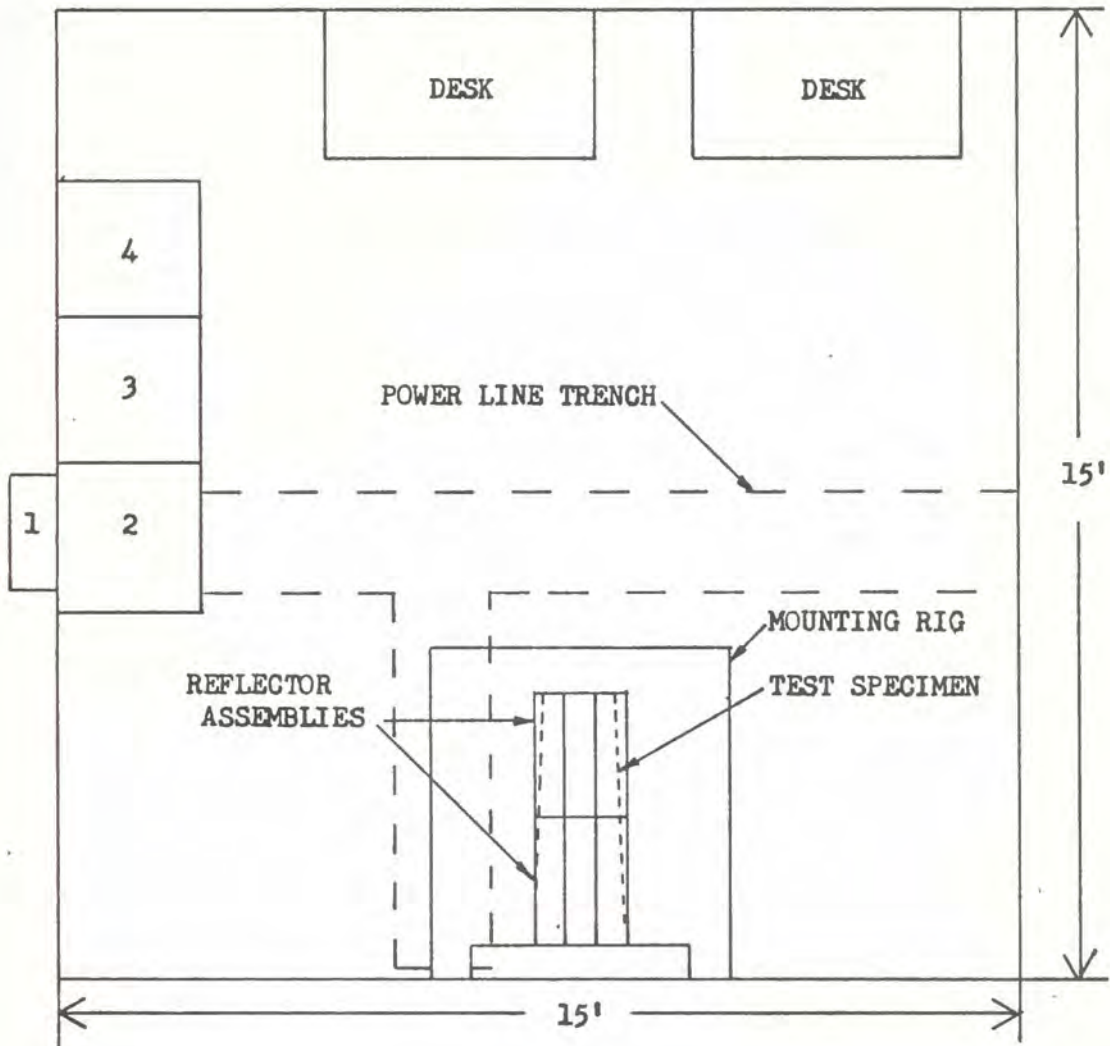 DESK
DESK
4
3
POWER LINE TRENCH
15'
1
2
MOUNTING RIG
REFLECTOR
ASSEMBLIES
TEST SPECIMEN
15'